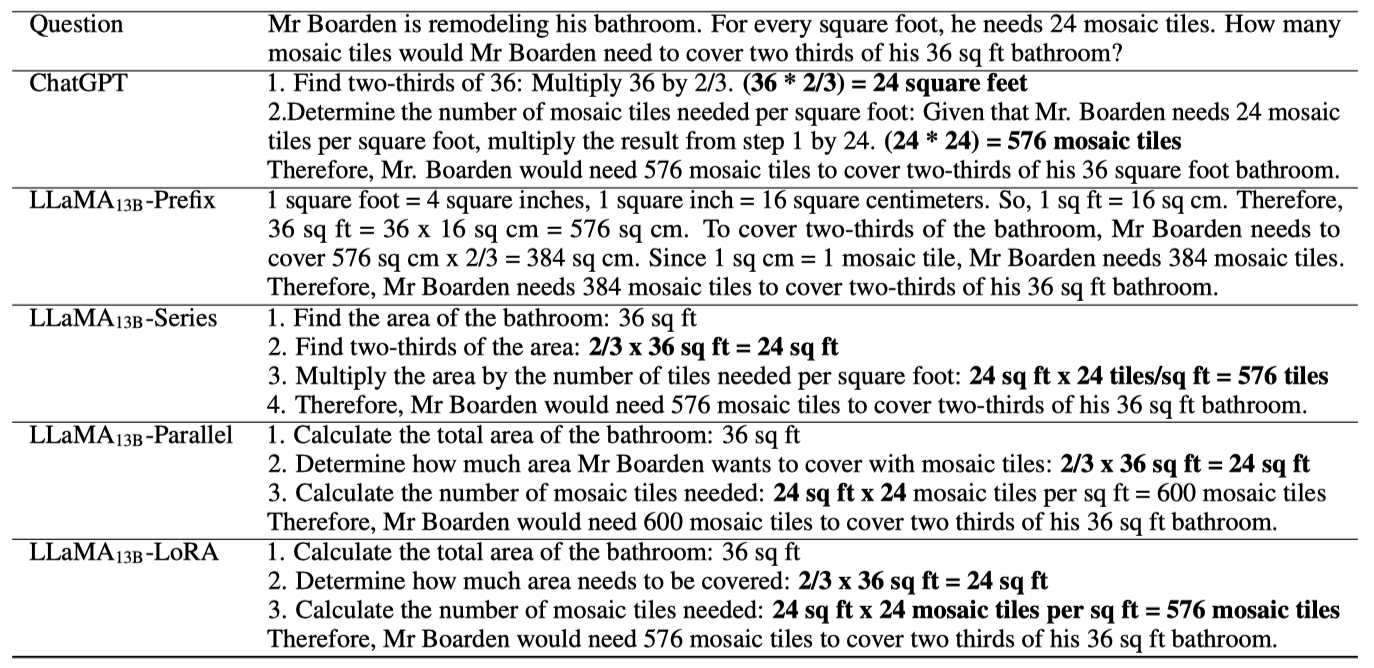 Question Mr Boarden is remodeling his bathroom. For every square foot, he needs 24 mosaic tiles. How many
mosaic tiles would Mr Boarden need to cover two thirds of his 36 sq ft bathroom?
ChatGPT 1. Find two-thirds of 36: Multiply 36 by 2/3. (36 * 2/3) = 24 square feet
2.Determine the number of mosaic tiles needed per square foot: Given that Mr. Boarden needs 24 mosaic
tiles per square foot, multiply the result from step 1 by 24. (24 * 24) = 576 mosaic tiles
Therefore, Mr. Boarden would need 576 mosaic tiles to cover two-thirds of his 36 square foot bathroom.
LLaMA13B-Prefix 1 square foot = 4 square inches, 1 square inch = 16 square centimeters. So, 1 sq ft = 16 sq cm. Therefore,
36 sq ft = 36 x 16 sq cm = 576 sq cm. To cover two-thirds of the bathroom, Mr Boarden needs to
cover 576 sq cm x 2/3 = 384 sq cm. Since 1 sq cm = 1 mosaic tile, Mr Boarden needs 384 mosaic tiles.
Therefore, Mr Boarden needs 384 mosaic tiles to cover two-thirds of his 36 sq ft bathroom.
LLaMA13B-Series 1. Find the area of the bathroom: 36 sq ft
2. Find two-thirds of the area: 2/3 x 36 sq ft = 24 sq ft
3. Multiply the area by the number of tiles needed per square foot: 24 sq ft x 24 tiles/sq ft = 576 tiles
4. Therefore, Mr Boarden would need 576 mosaic tiles to cover two-thirds of his 36 sq ft bathroom.
LLaMA13B-Parallel 1. Calculate the total area of the bathroom: 36 sq ft
2. Determine how much area Mr Boarden wants to cover with mosaic tiles: 2/3 x 36 sq ft = 24 sq ft
3. Calculate the number of mosaic tiles needed: 24 sq ft x 24 mosaic tiles per sq ft = 600 mosaic tiles
Therefore, Mr Boarden would need 600 mosaic tiles to cover two thirds of his 36 sq ft bathroom.
LLaMA13B-LoRA 1. Calculate the total area of the bathroom: 36 sq ft
2. Determine how much area needs to be covered: 2/3 x 36 sq ft = 24 sq ft
3. Calculate the number of mosaic tiles needed: 24 sq ft x 24 mosaic tiles per sq ft = 576 mosaic tiles
Therefore, Mr Boarden would need 576 mosaic tiles to cover two thirds of his 36 sq ft bathroom.